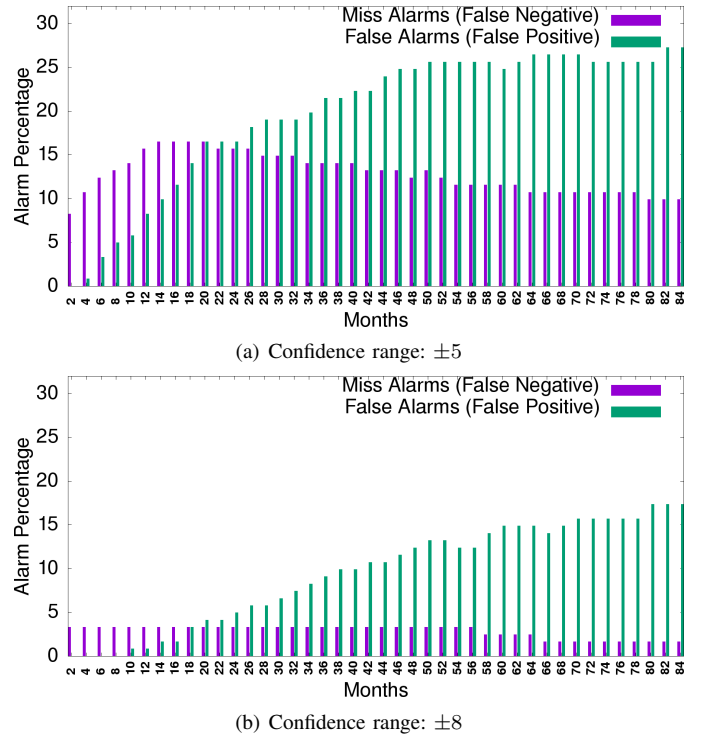 Miss Alarms (False Negative)
False Alarms (False Positive)
30
25
20
15
10
5
0
Alarm Percentage
2 4 6 8 10 12 14 16 18 20 22 24 26 28 30 32 34 36 38 40 42 44 46 48 50 52 54 56 58 60 62 64 66 68 70 72 74 76 78 80 82 84
Months
(a) Confidence range: ±5
Miss Alarms (False Negative)
False Alarms (False Positive)
30
25
20
15
10
5
0
Alarm Percentage
2 4 6 8 10 12 14 16 18 20 22 24 26 28 30 32 34 36 38 40 42 44 46 48 50 52 54 56 58 60 62 64 66 68 70 72 74 76 78 80 82 84
Months
(b) Confidence range: ±8